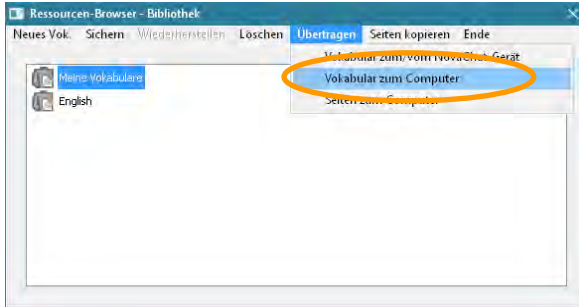 Ressourcen-Browser - Bibliothek
Neues Vok. Sichern Wiederherstellen Löschen Übertragen Seiten kopieren Ende
Vokabular zum/vom NovaChat-Gerät
Vokabular zum Computer
Seiten zum Computer
Meine Vokabulare
English